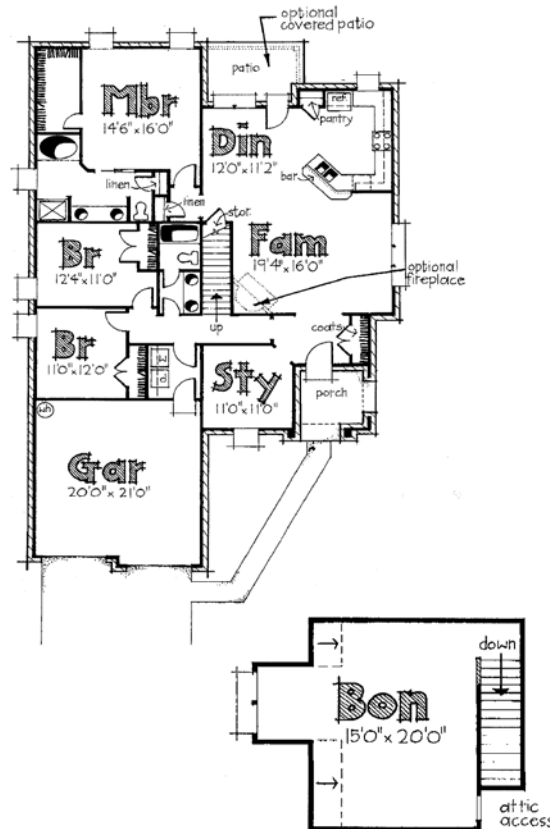 optional
covered patio
patio
Mbr
14'6" x 16'0"
Din
12'0" x 11'2"
ref.
pantry
bar
linen
linen
stor.
Br
12'4" x 11'0"
Fam
19'4" x 16'0"
optional
fireplace
up
coats
Br
11'0" x 12'0"
W
D
Sty
11'0" x 11'0"
porch
wh
Gar
20'0" x 21'0"
down
Bon
15'0" x 20'0"
attic
access